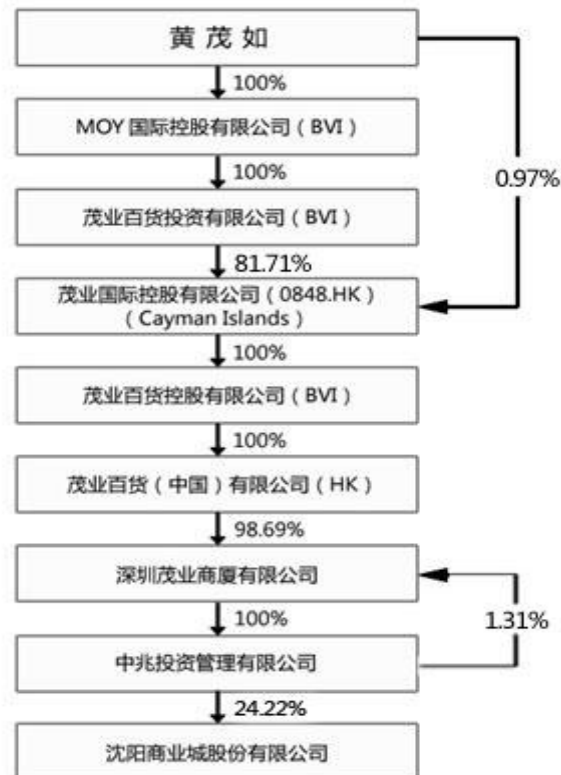 黄茂如
100%
MOY 国际控股有限公司（BVI）
100%
0.97%
茂业百货投资有限公司（BVI）
81.71%
茂业国际控股有限公司（0848.HK）
（Cayman Islands）
100%
茂业百货控股有限公司（BVI）
100%
茂业百货（中国）有限公司（HK）
98.69%
深圳茂业商厦有限公司
100%
1.31%
中兆投资管理有限公司
24.22%
沈阳商业城股份有限公司